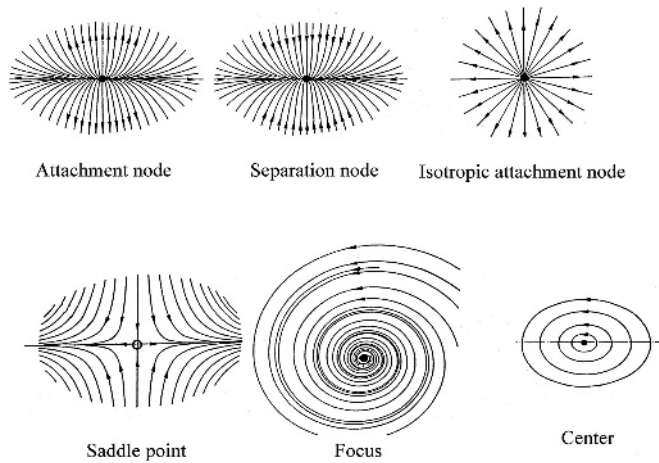 Attachment node
Separation node
Isotropic attachment node
Saddle point
Focus
Center